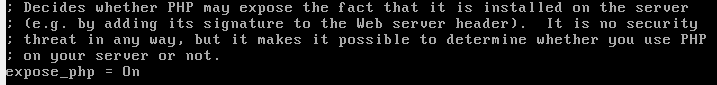 ; Decides whether PHP may expose the fact that it is installed on the server
; (e.g. by adding its signature to the Web server header).  It is no security
; threat in any way, but it makes it possible to determine whether you use PHP
; on your server or not.
expose_php = On